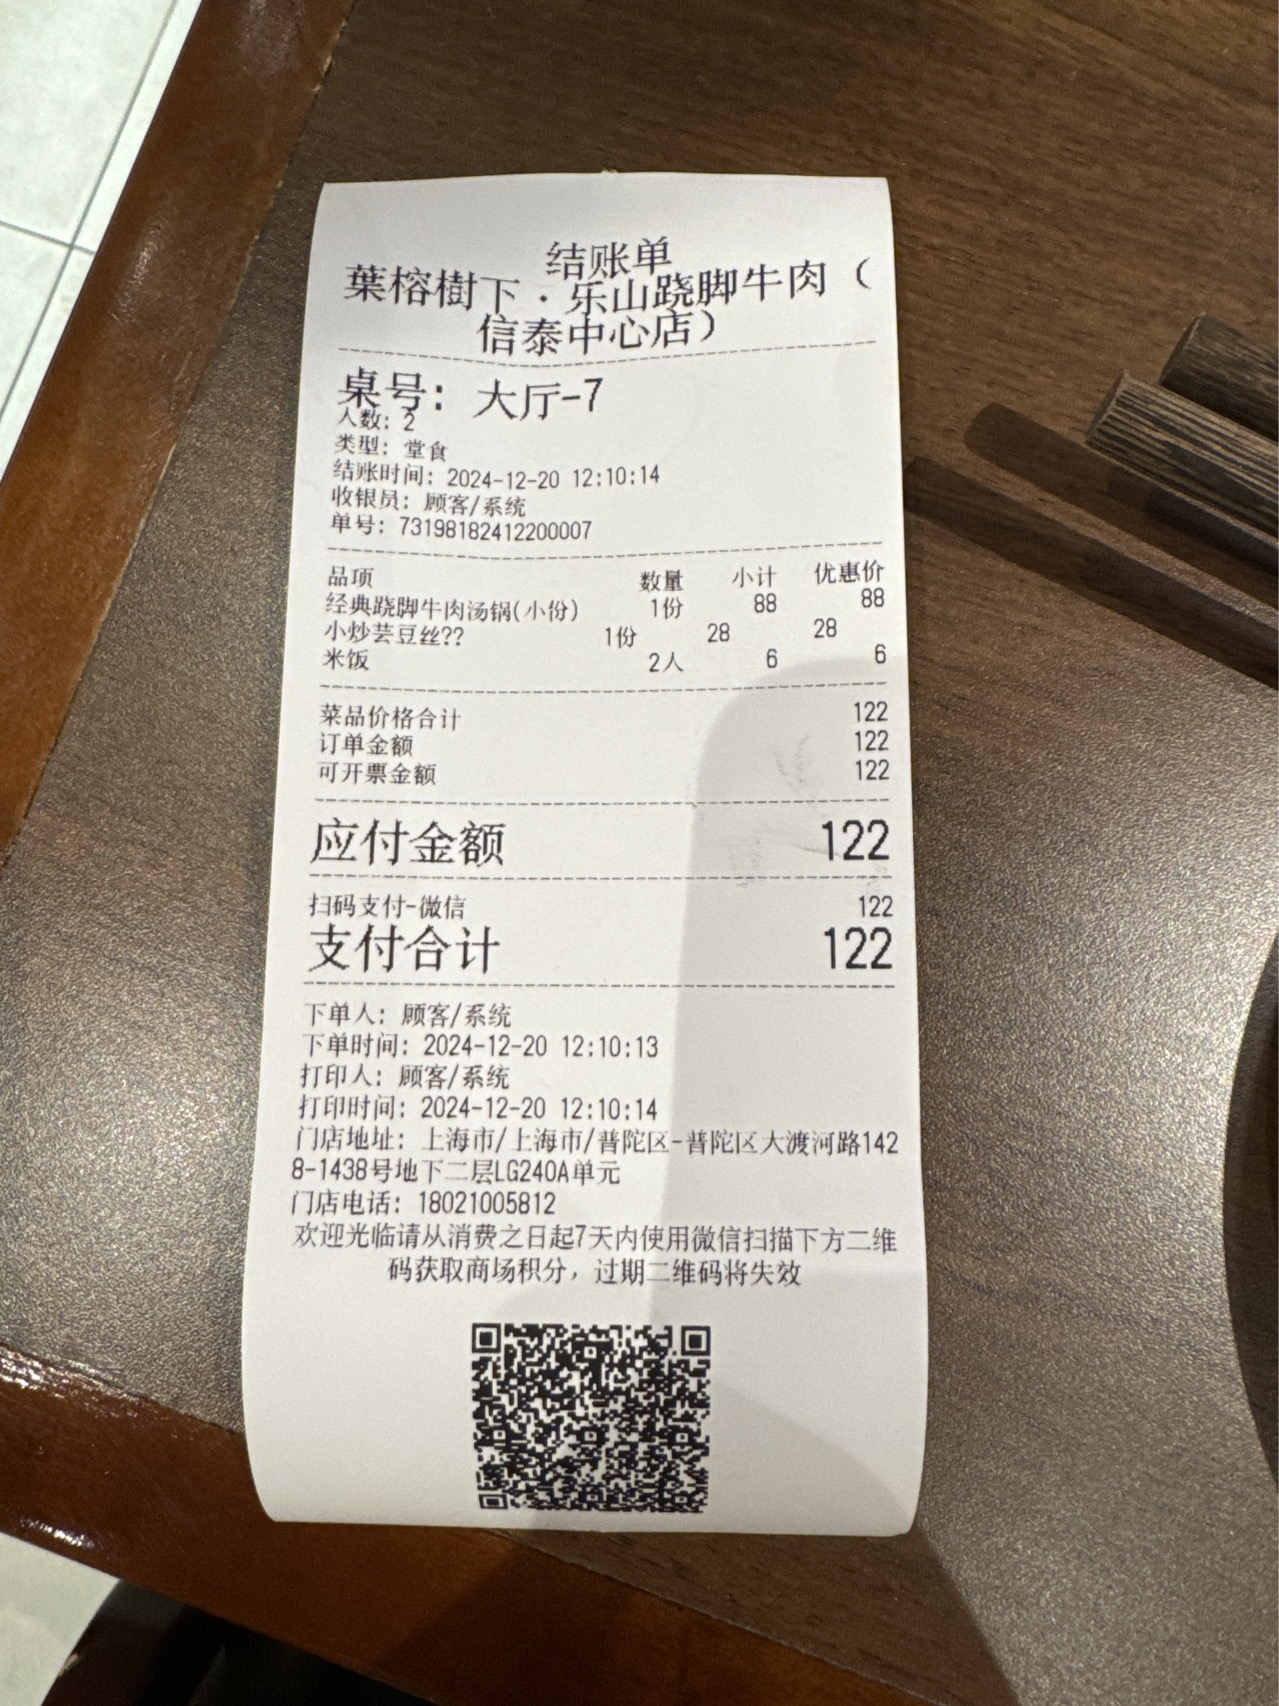 结账单
葉榕樹下·乐山跷脚牛肉（
信泰中心店）
桌号：大厅-7
人数：2
类型：堂食
结账时间：2024-12-20 12:10:14
收银员：顾客/系统
单号：73198182412200007
品项 数量 小计 优惠价
经典跷脚牛肉汤锅(小份) 1份 88 88
小炒芸豆丝?? 1份 28 28
米饭 2人 6 6
菜品价格合计 122
订单金额 122
可开票金额 122
应付金额 122
扫码支付-微信 122
支付合计 122
下单人：顾客/系统
下单时间：2024-12-20 12:10:13
打印人：顾客/系统
打印时间：2024-12-20 12:10:14
门店地址：上海市/上海市/普陀区-普陀区大渡河路142
8-1438号地下二层LG240A单元
门店电话：18021005812
欢迎光临请从消费之日起7天内使用微信扫描下方二维
码获取商场积分，过期二维码将失效